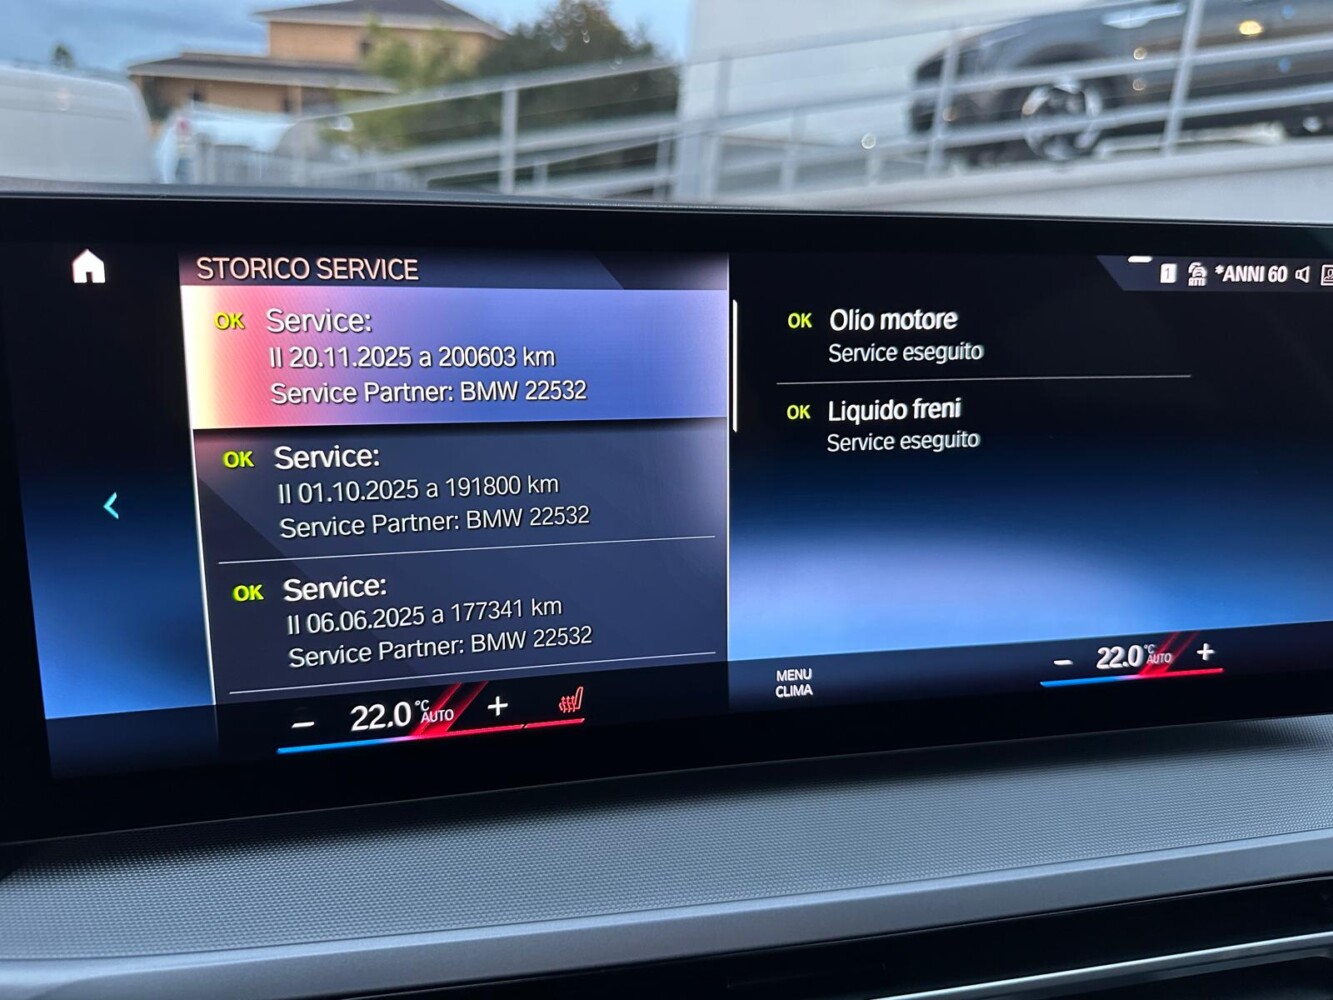 STORICO SERVICE
OK Service:
Il 20.11.2025 a 200603 km
Service Partner: BMW 22532
OK Service:
Il 01.10.2025 a 191800 km
Service Partner: BMW 22532
OK Service:
Il 06.06.2025 a 177341 km
Service Partner: BMW 22532
1 RTTI *ANNI 60
OK Olio motore
Service eseguito
OK Liquido freni
Service eseguito
− 22.0 °C AUTO +
MENU
CLIMA
− 22.0 °C AUTO +